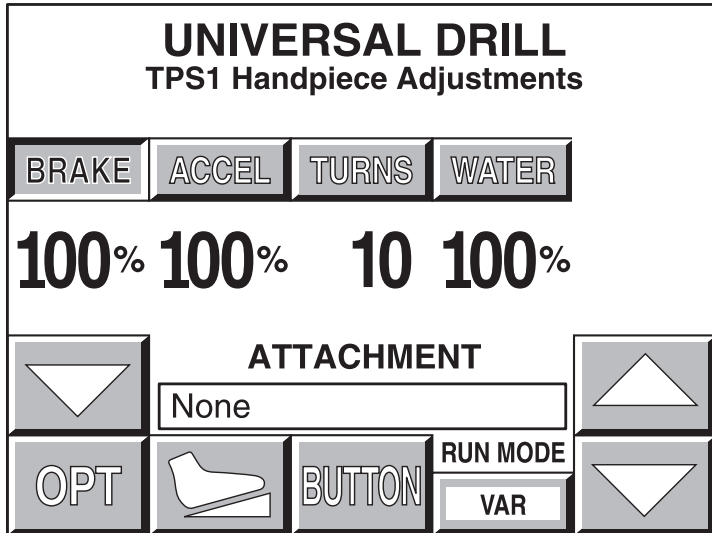 UNIVERSAL DRILL
TPS1 Handpiece Adjustments
BRAKE ACCEL TURNS WATER
100% 100% 10 100%
ATTACHMENT
None
RUN MODE
OPT BUTTON VAR